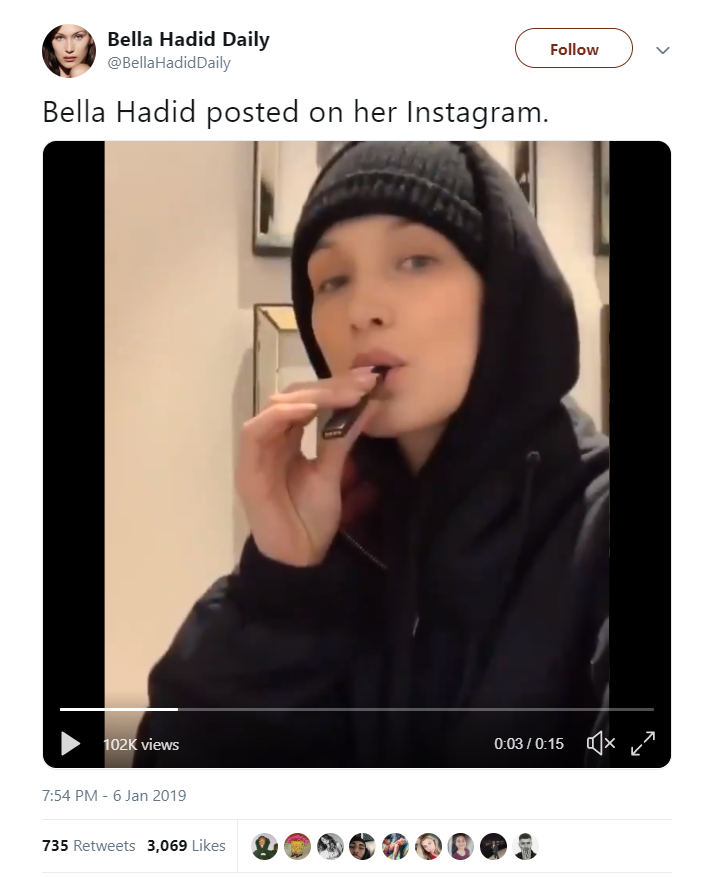 Bella Hadid Daily
@BellaHadidDaily
Follow
Bella Hadid posted on her Instagram.
102K views
0:03 / 0:15
7:54 PM - 6 Jan 2019
735 Retweets 3,069 Likes